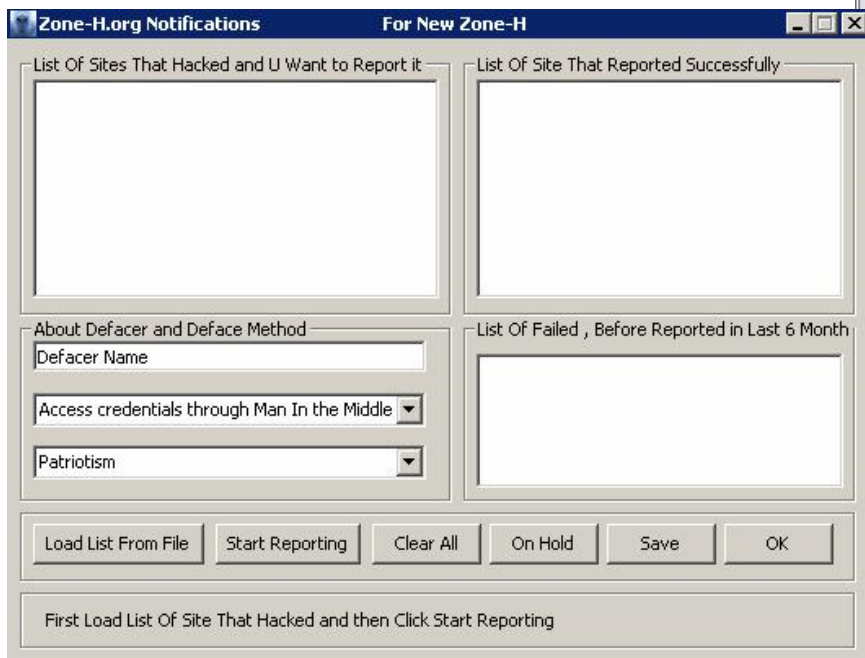 Zone-H.org Notifications For New Zone-H
List Of Sites That Hacked and U Want to Report it
List Of Site That Reported Successfully
About Defacer and Deface Method
Defacer Name
Access credentials through Man In the Middle
Patriotism
List Of Failed , Before Reported in Last 6 Month
Load List From File
Start Reporting
Clear All
On Hold
Save
OK
First Load List Of Site That Hacked and then Click Start Reporting